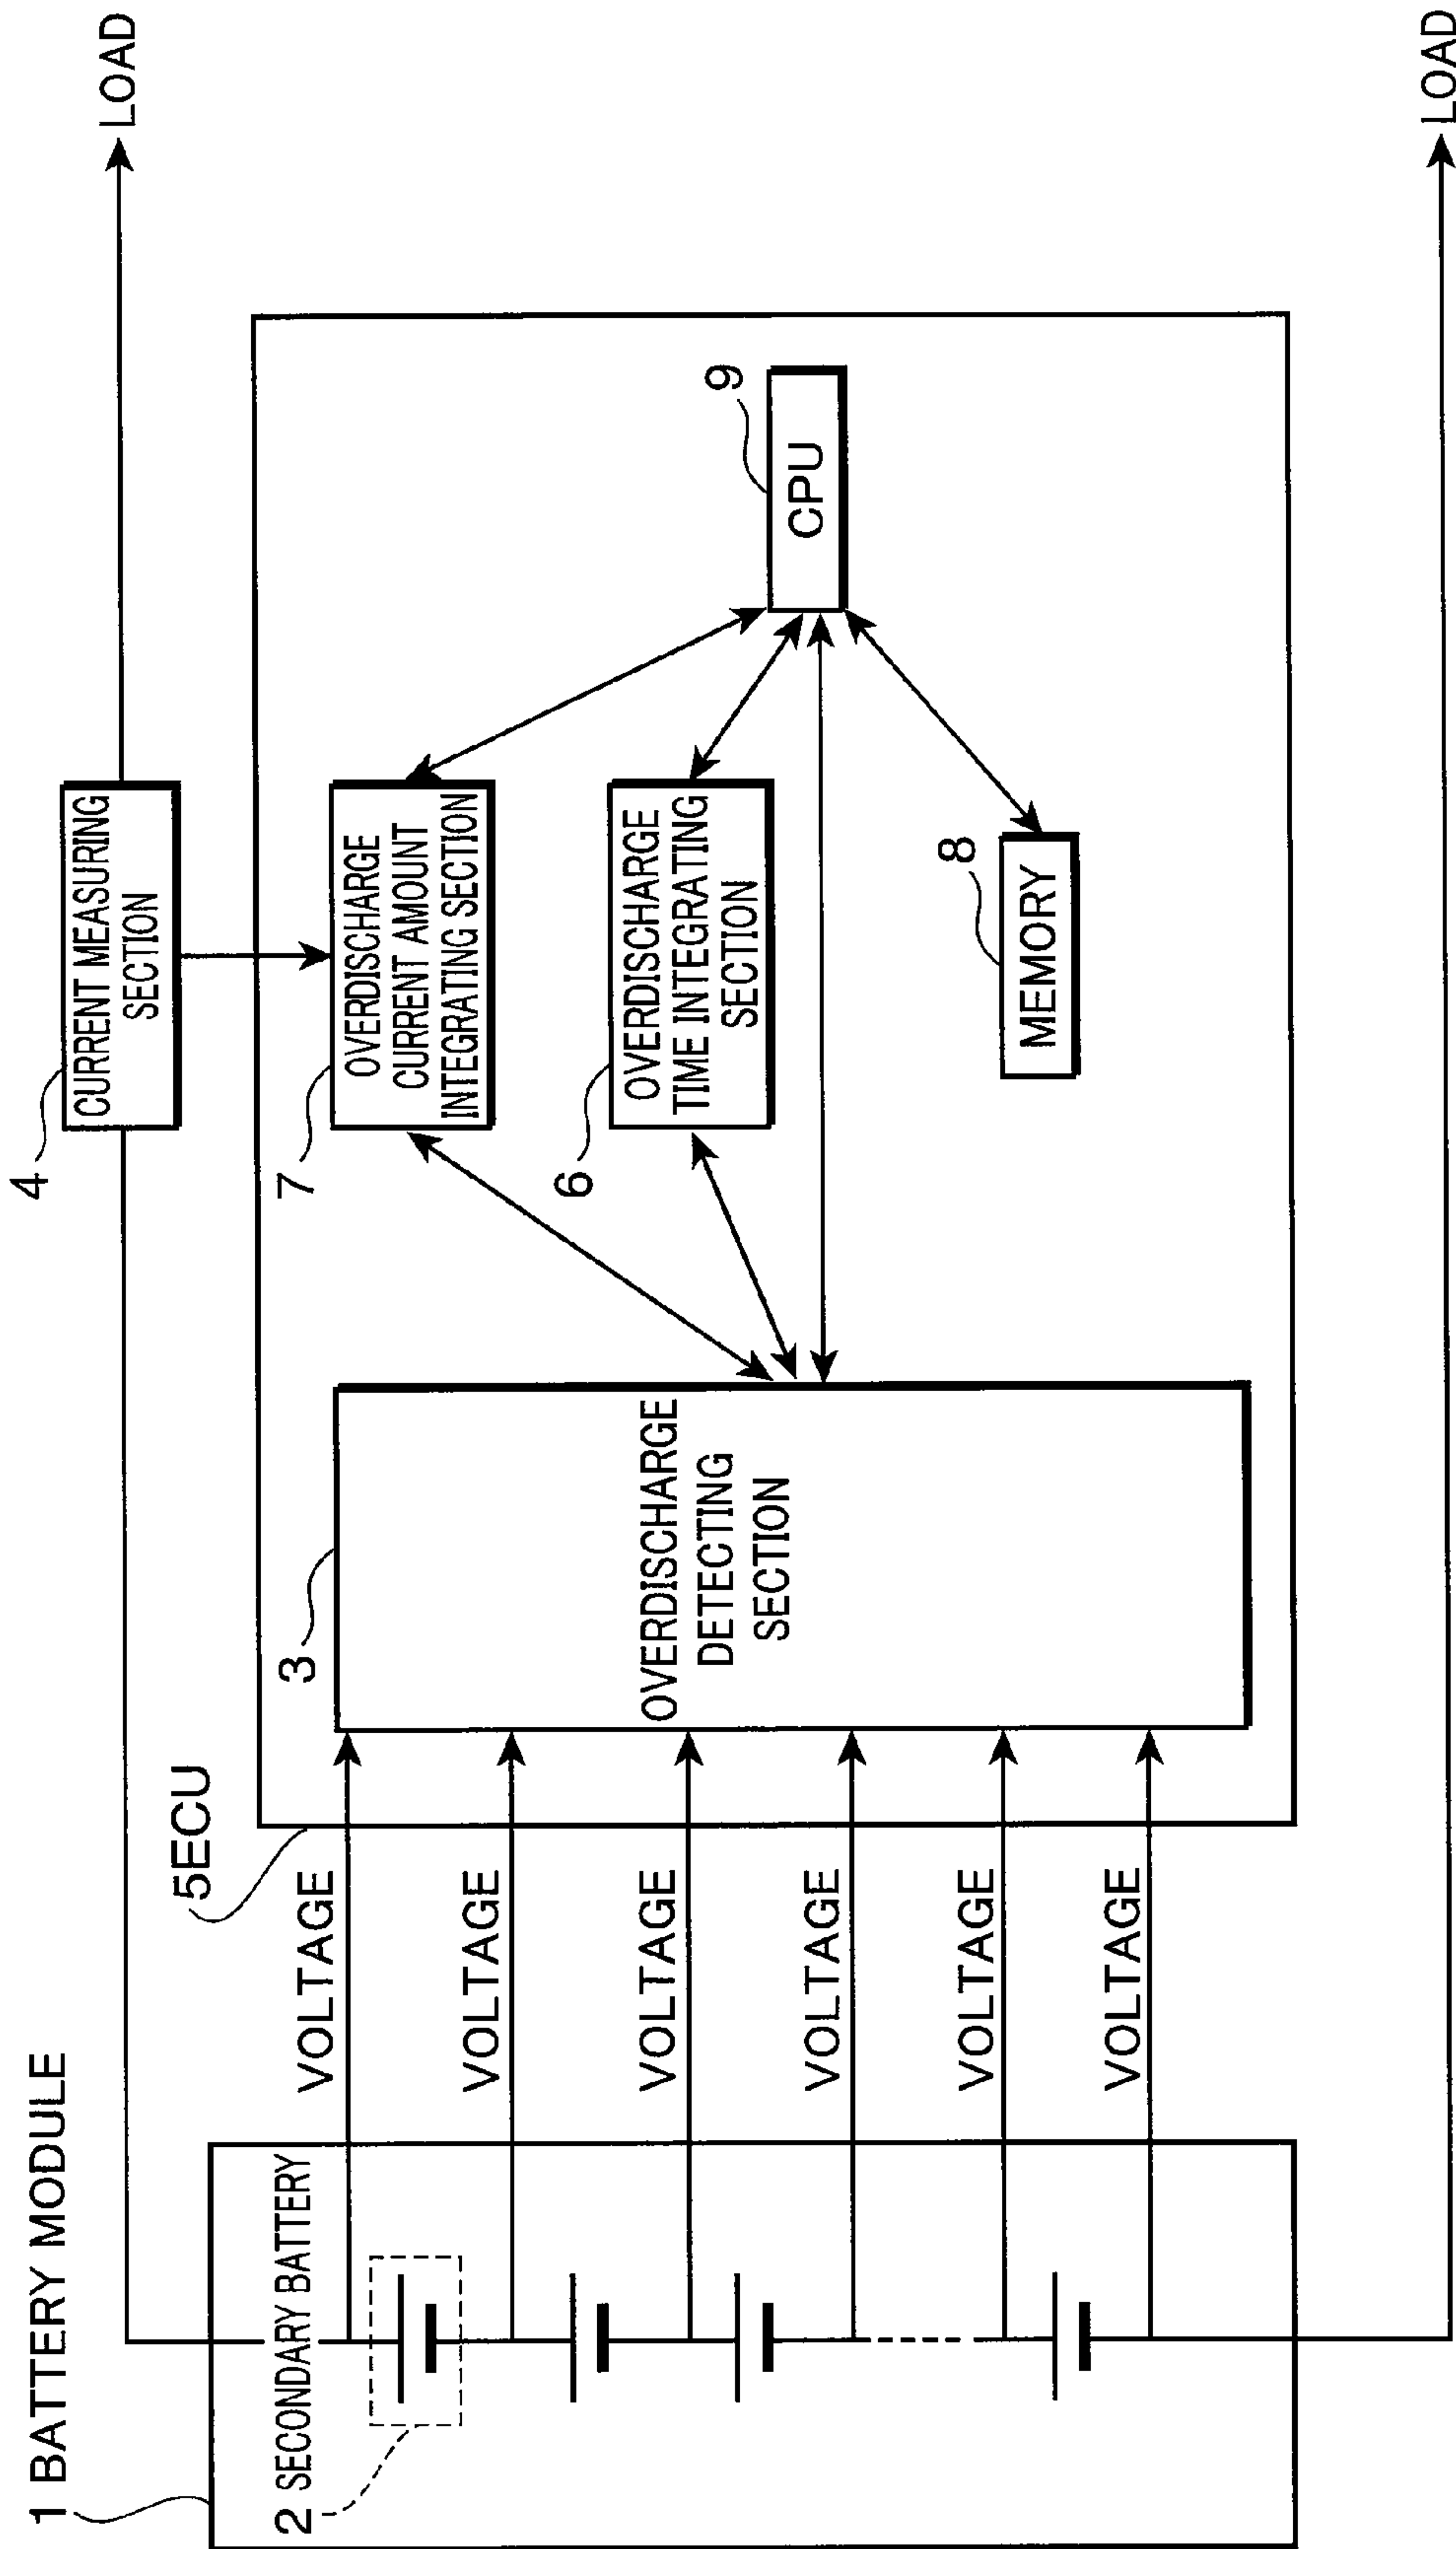 1 BATTERY MODULE
2 SECONDARY BATTERY
VOLTAGE
VOLTAGE
VOLTAGE
VOLTAGE
VOLTAGE
VOLTAGE
5ECU
3
OVERDISCHARGE
DETECTING
SECTION
4
CURRENT MEASURING
SECTION
7
OVERDISCHARGE
CURRENT AMOUNT
INTEGRATING SECTION
6
OVERDISCHARGE
TIME INTEGRATING
SECTION
8
MEMORY
9
CPU
LOAD
LOAD